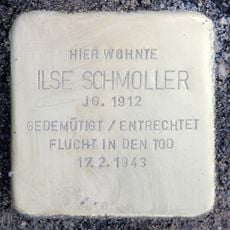 HIER WOHNTE
ILSE SCHMOLLER
JG. 1912
GEDEMÜTIGT / ENTRECHTET
FLUCHT IN DEN TOD
17.2.1943